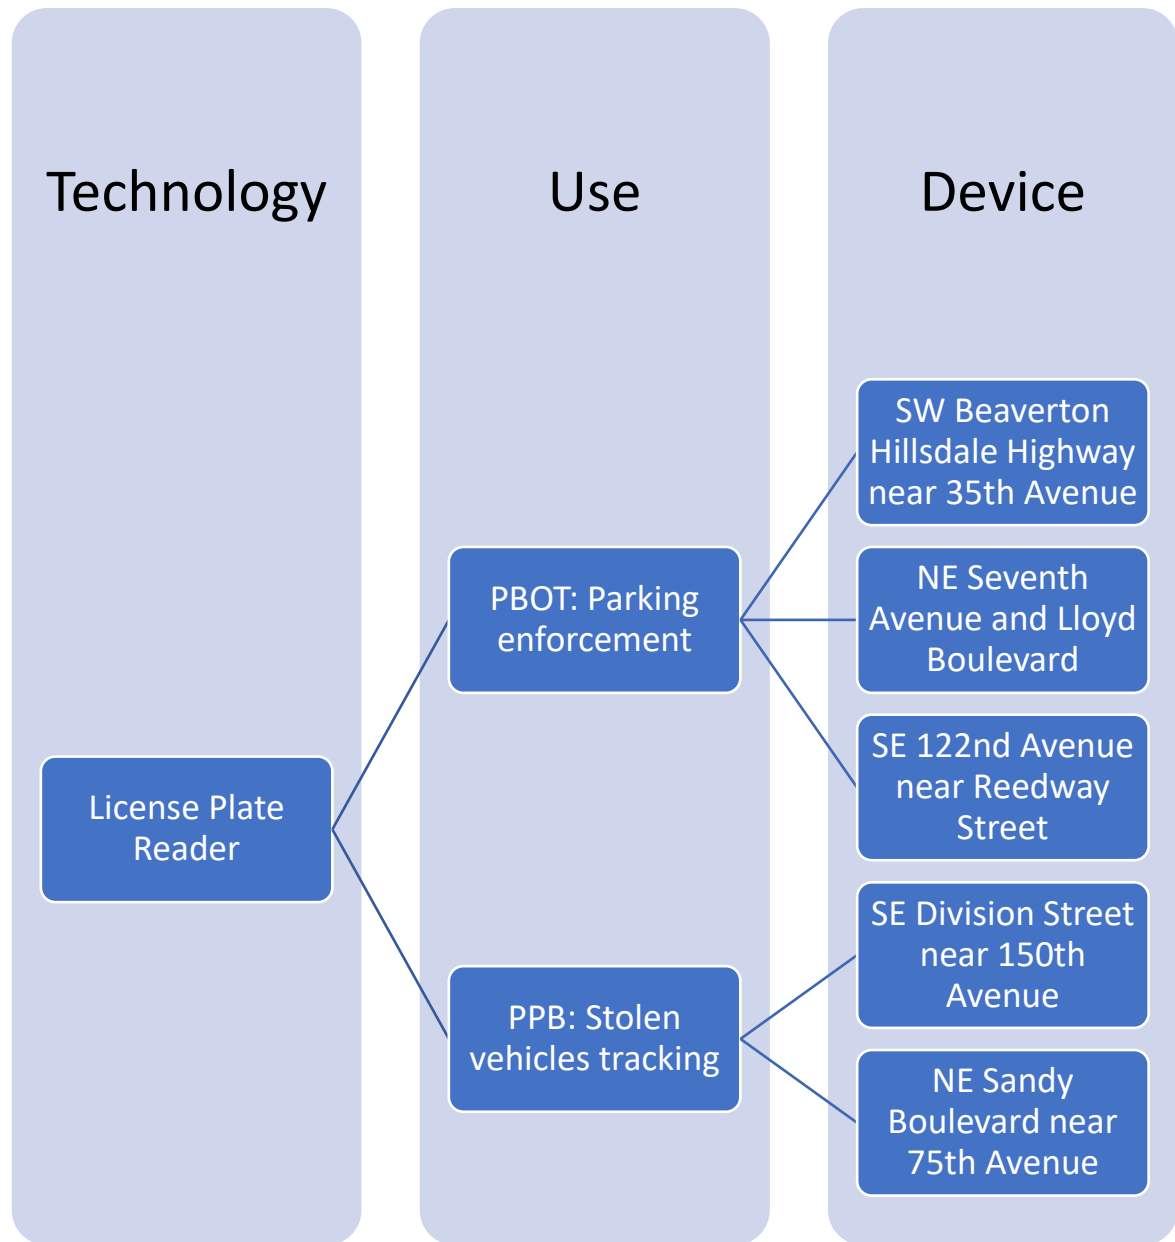 Technology
Use
Device
License Plate
Reader
PBOT: Parking
enforcement
PPB: Stolen
vehicles tracking
SW Beaverton
Hillsdale Highway
near 35th Avenue
NE Seventh
Avenue and Lloyd
Boulevard
SE 122nd Avenue
near Reedway
Street
SE Division Street
near 150th
Avenue
NE Sandy
Boulevard near
75th Avenue